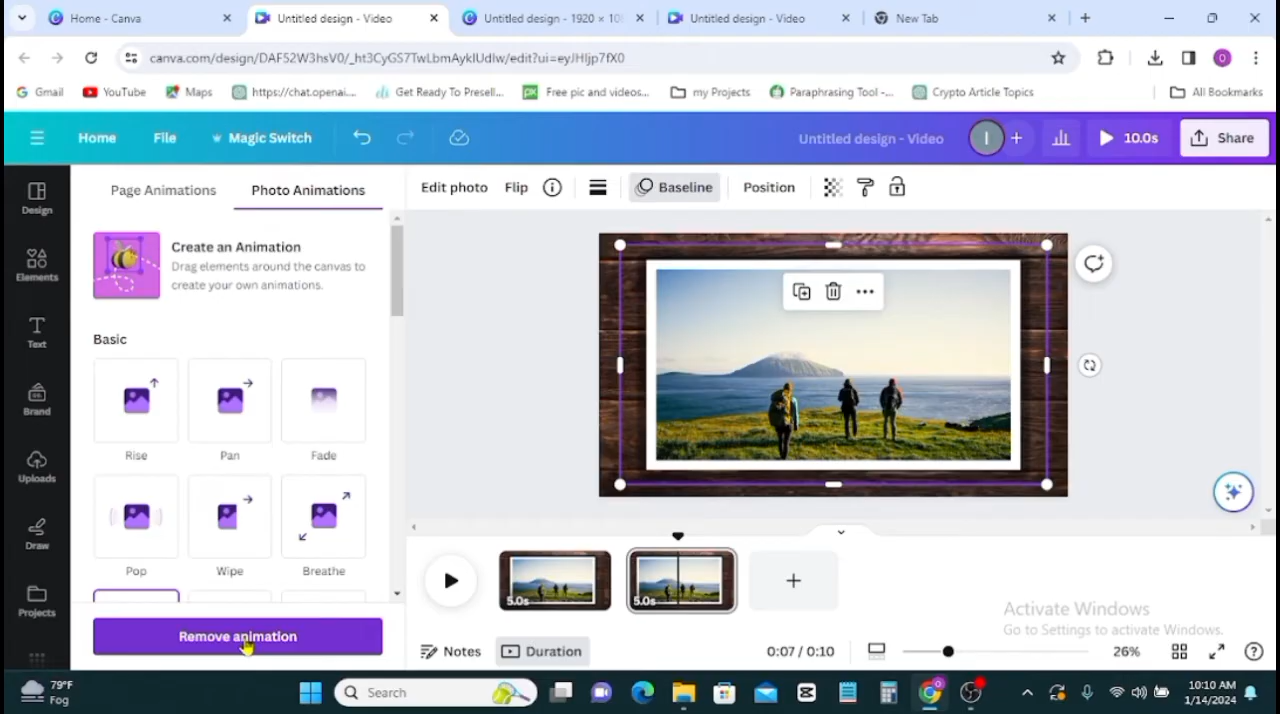 Home - Canva
Untitled design - Video
Untitled design - 1920 × 10
Untitled design - Video
New Tab
canva.com/design/DAF52W3hsV0/_ht3CyGS7TwLbmAyklUdIw/edit?ui=eyJHIjp7fX0
Gmail
YouTube
Maps
https://chat.openai....
Get Ready To Presell...
Free pic and videos...
my Projects
Paraphrasing Tool -...
Crypto Article Topics
All Bookmarks
Home
File
Magic Switch
Untitled design - Video
I
10.0s
Share
Design
Elements
Text
Brand
Uploads
Draw
Projects
Page Animations
Photo Animations
Create an Animation
Drag elements around the canvas to
create your own animations.
Basic
Rise
Pan
Fade
Pop
Wipe
Breathe
Remove animation
Edit photo
Flip
Baseline
Position
5.0s
5.0s
Notes
Duration
0:07 / 0:10
26%
Activate Windows
Go to Settings to activate Windows.
79°F
Fog
Search
10:10 AM
1/14/2024